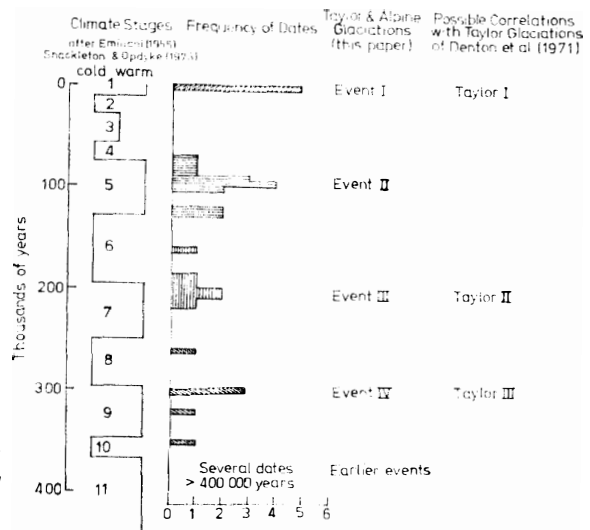 Climate Stages
after Emiliani (1955)
Shackleton & Opdyke (1973)
cold warm
Frequency of Dates
Taylor & Alpine
Glaciations
(this paper)
Possible Correlations
with Taylor Glaciations
of Denton et al (1971)
Thousands of years
0
100
200
300
400
1
2
3
4
5
6
7
8
9
10
11
Event I
Taylor I
Event II
Event III
Taylor II
Event IV
Taylor III
Several dates
> 400 000 years
Earlier events
0 1 2 3 4 5 6